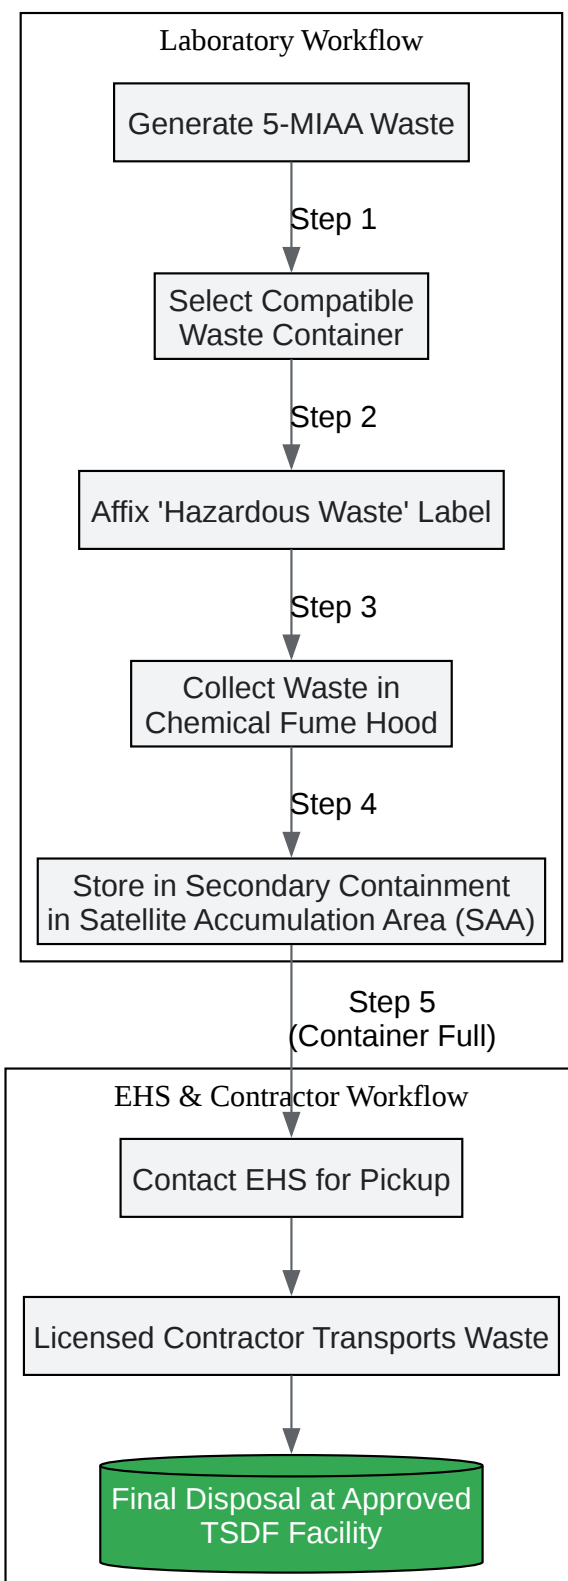 Laboratory Workflow
Generate 5-MIAA Waste
Step 1
Select Compatible
Waste Container
Step 2
Affix 'Hazardous Waste' Label
Step 3
Collect Waste in
Chemical Fume Hood
Step 4
Store in Secondary Containment
in Satellite Accumulation Area (SAA)
Step 5
(Container Full)
EHS & Contractor Workflow
Contact EHS for Pickup
Licensed Contractor Transports Waste
Final Disposal at Approved
TSDF Facility